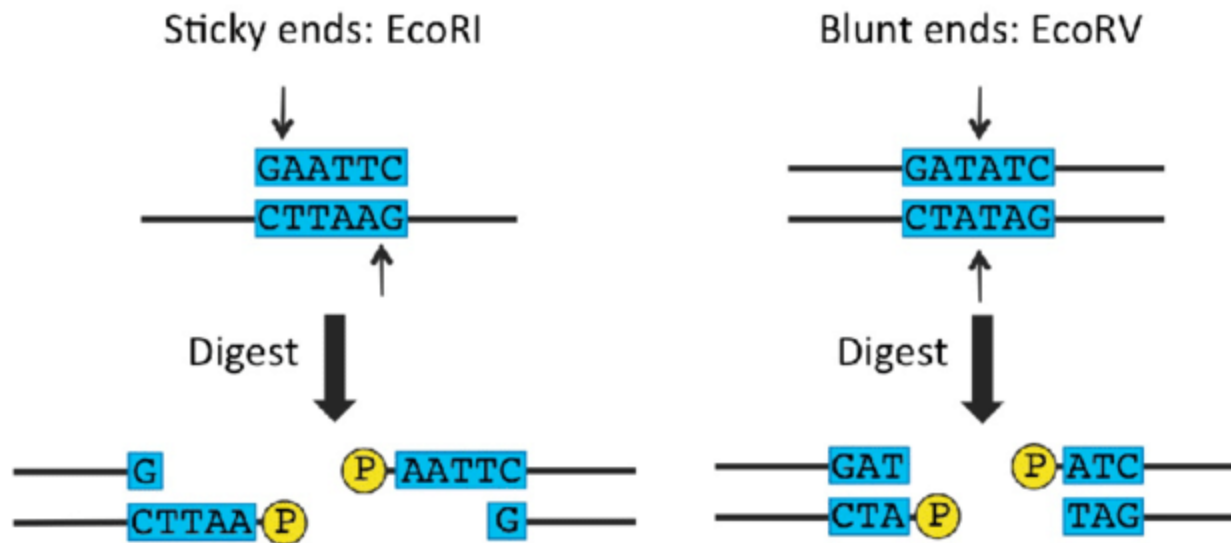 Sticky ends: EcoRI
GAATTC
CTTAAG
Digest
G
P AATTC
CTTAA P
G
Blunt ends: EcoRV
GATATC
CTATAG
Digest
GAT
P ATC
CTA P
TAG